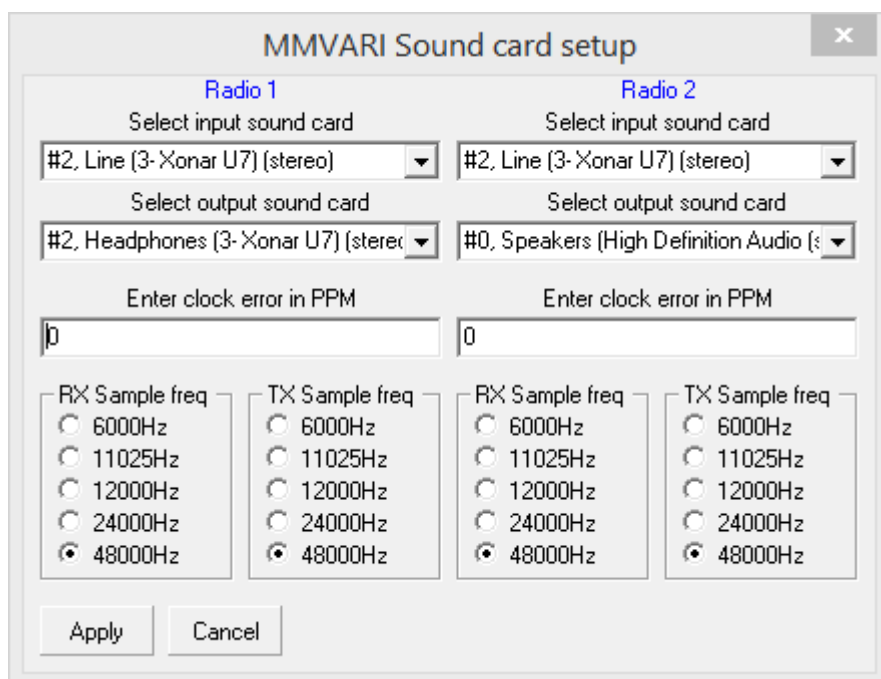 MMVARI Sound card setup
x
Radio 1
Select input sound card
#2, Line (3- Xonar U7) (stereo)
Select output sound card
#2, Headphones (3- Xonar U7) (sterec
Enter clock error in PPM
0
RX Sample freq
6000Hz
11025Hz
12000Hz
24000Hz
48000Hz
TX Sample freq
6000Hz
11025Hz
12000Hz
24000Hz
48000Hz
Radio 2
Select input sound card
#2, Line (3- Xonar U7) (stereo)
Select output sound card
#0, Speakers (High Definition Audio (s
Enter clock error in PPM
0
RX Sample freq
6000Hz
11025Hz
12000Hz
24000Hz
48000Hz
TX Sample freq
6000Hz
11025Hz
12000Hz
24000Hz
48000Hz
Apply
Cancel